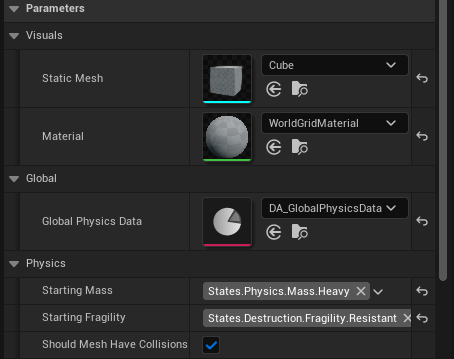 Parameters
Visuals
Static Mesh
Cube
Material
WorldGridMaterial
Global
Global Physics Data
DA_GlobalPhysicsData
Physics
Starting Mass
States.Physics.Mass.Heavy
Starting Fragility
States.Destruction.Fragility.Resistant
Should Mesh Have Collisions